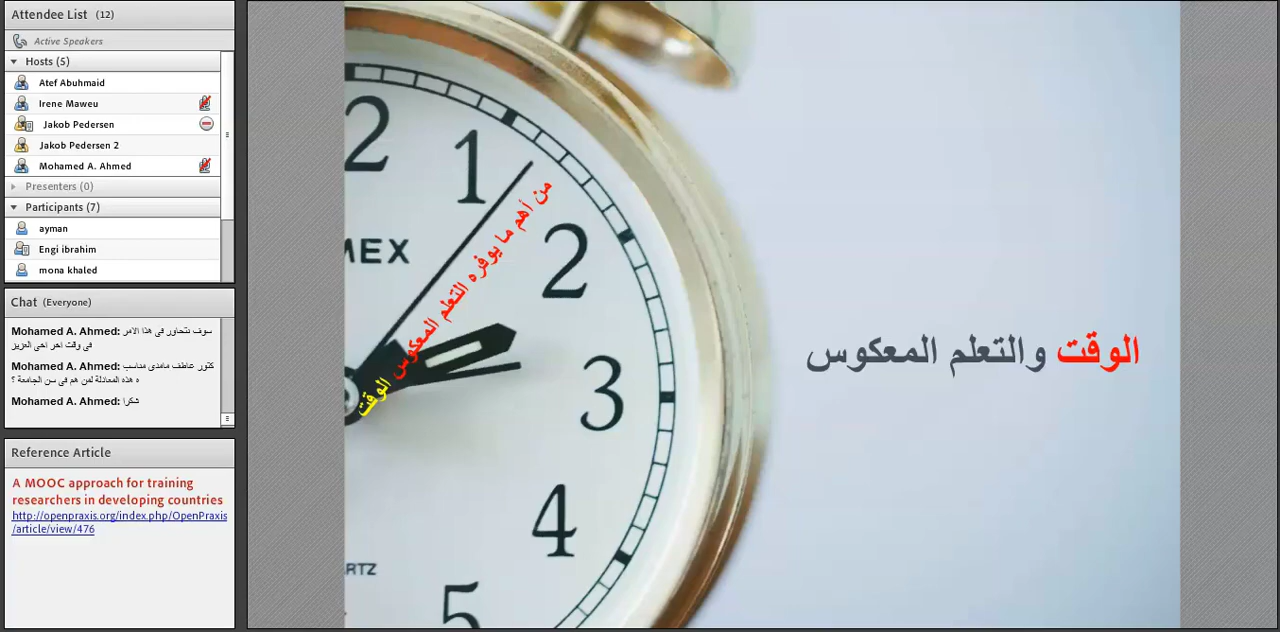 Attendee List (12)
Active Speakers
Hosts (5)
Atef Abuhmaid
Irene Maweu
Jakob Pedersen
Jakob Pedersen 2
Mohamed A. Ahmed
Presenters (0)
Participants (7)
ayman
Engi ibrahim
mona khaled
Chat (Everyone)
Mohamed A. Ahmed: سوف نتحاور فى هذا الامر
فى وقت اخر اخى العزيز
Mohamed A. Ahmed: كتور عاطف مامدى مناسب
ه هذه المعادلة لمن هم فى سن الجامعة ؟
Mohamed A. Ahmed: شكرا
Reference Article
A MOOC approach for training
researchers in developing countries
http://openpraxis.org/index.php/OpenPraxis
/article/view/476
2
1
2
3
4
5
MEX
RTZ
من أهم ما يوفره التعلم المعكوس الوقت
الوقت والتعلم المعكوس